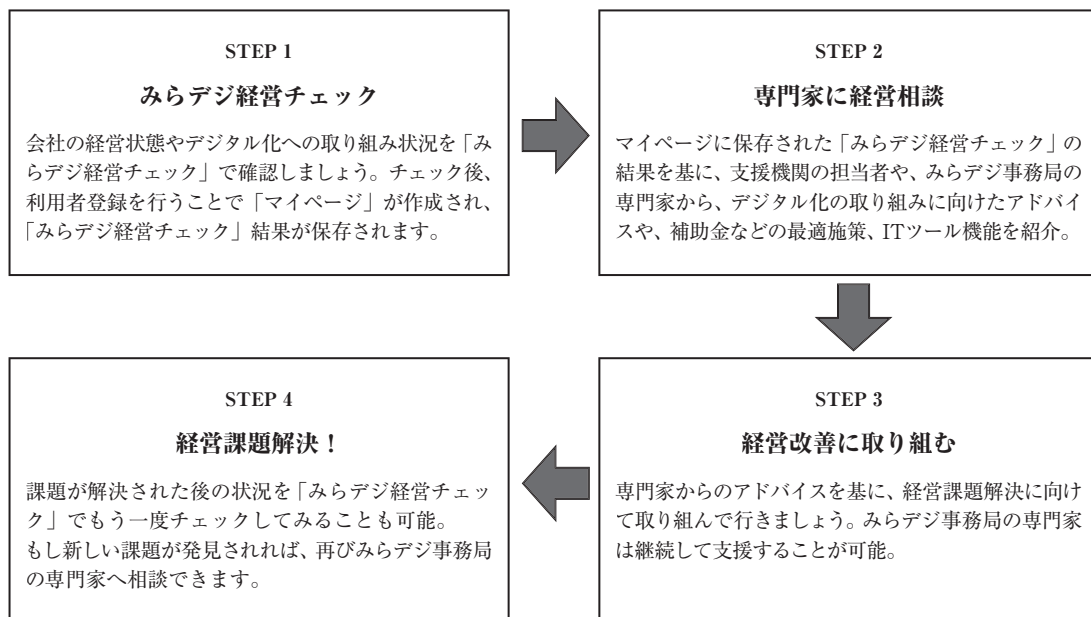 STEP 1
みらデジ経営チェック
会社の経営状態やデジタル化への取り組み状況を「み
らデジ経営チェック」で確認しましょう。チェック後、
利用者登録を行うことで「マイページ」が作成され、
「みらデジ経営チェック」結果が保存されます。
STEP 2
専門家に経営相談
マイページに保存された「みらデジ経営チェック」の
結果を基に、支援機関の担当者や、みらデジ事務局の
専門家から、デジタル化の取り組みに向けたアドバイ
スや、補助金などの最適施策、ITツール機能を紹介。
STEP 3
経営改善に取り組む
専門家からのアドバイスを基に、経営課題解決に向け
て取り組んで行きましょう。みらデジ事務局の専門家
は継続して支援することが可能。
STEP 4
経営課題解決！
課題が解決された後の状況を「みらデジ経営チェッ
ク」でもう一度チェックしてみることも可能。
もし新しい課題が発見されれば、再びみらデジ事務局
の専門家へ相談できます。